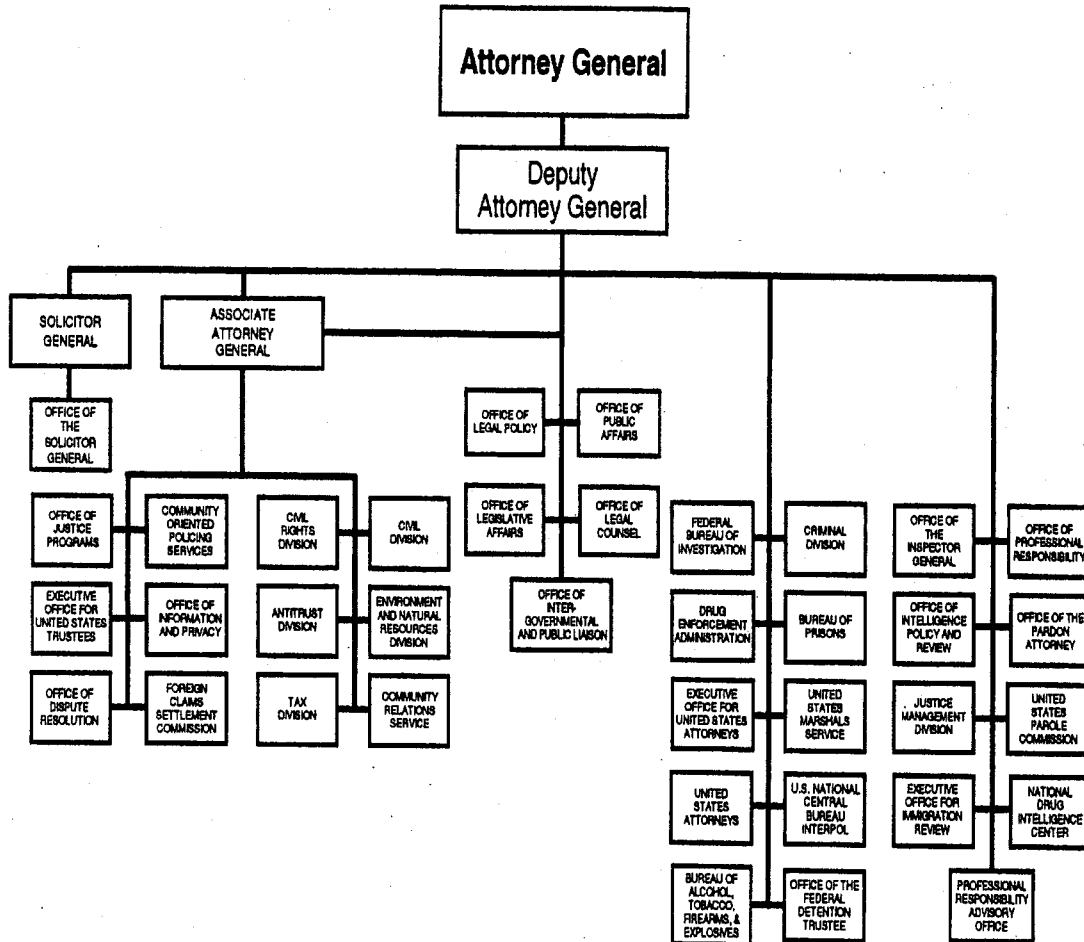 Attorney General
Deputy
Attorney General
SOLICITOR
GENERAL
ASSOCIATE
ATTORNEY
GENERAL
OFFICE OF
THE
SOLICITOR
GENERAL
OFFICE OF
LEGAL POLICY
OFFICE OF
PUBLIC
AFFAIRS
OFFICE OF
LEGISLATIVE
AFFAIRS
OFFICE OF
LEGAL
COUNSEL
OFFICE OF
INTER-
GOVERNMENTAL
AND PUBLIC LIAISON
OFFICE OF
JUSTICE
PROGRAMS
COMMUNITY
ORIENTED
POLICING
SERVICES
CIVIL
RIGHTS
DIVISION
CIVIL
DIVISION
EXECUTIVE
OFFICE FOR
UNITED STATES
TRUSTEES
OFFICE OF
INFORMATION
AND PRIVACY
ANTITRUST
DIVISION
ENVIRONMENT
AND NATURAL
RESOURCES
DIVISION
OFFICE OF
DISPUTE
RESOLUTION
FOREIGN
CLAIMS
SETTLEMENT
COMMISSION
TAX
DIVISION
COMMUNITY
RELATIONS
SERVICE
FEDERAL
BUREAU OF
INVESTIGATION
CRIMINAL
DIVISION
DRUG
ENFORCEMENT
ADMINISTRATION
BUREAU OF
PRISONS
EXECUTIVE
OFFICE FOR
UNITED STATES
ATTORNEYS
UNITED
STATES
MARSHALS
SERVICE
UNITED
STATES
ATTORNEYS
U.S. NATIONAL
CENTRAL
BUREAU
INTERPOL
BUREAU OF
ALCOHOL,
TOBACCO,
FIREARMS, &
EXPLOSIVES
OFFICE OF THE
FEDERAL
DETENTION
TRUSTEE
OFFICE OF
THE
INSPECTOR
GENERAL
OFFICE OF
PROFESSIONAL
RESPONSIBILITY
OFFICE OF
INTELLIGENCE
POLICY AND
REVIEW
OFFICE OF THE
PARDON
ATTORNEY
JUSTICE
MANAGEMENT
DIVISION
UNITED
STATES
PAROLE
COMMISSION
EXECUTIVE
OFFICE FOR
IMMIGRATION
REVIEW
NATIONAL
DRUG
INTELLIGENCE
CENTER
PROFESSIONAL
RESPONSIBILITY
ADVISORY
OFFICE